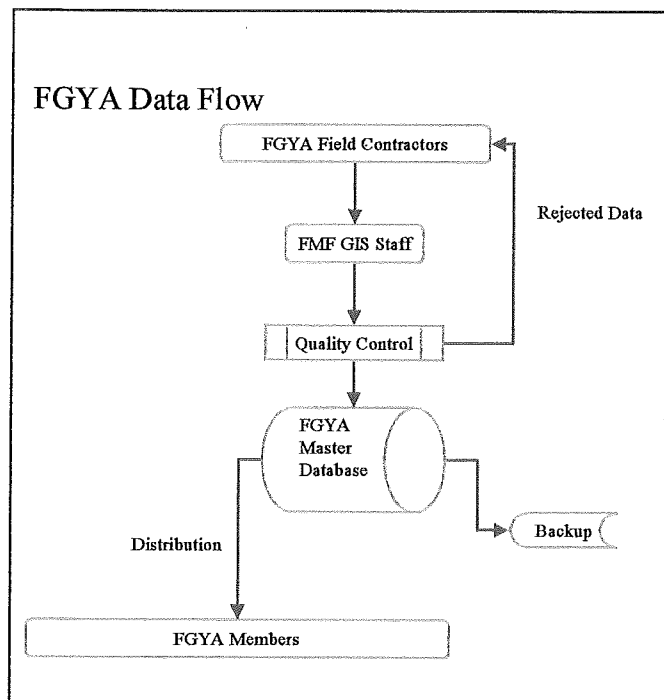 FGYA Data Flow
FGYA Field Contractors
Rejected Data
FMF GIS Staff
Quality Control
FGYA
Master
Database
Backup
Distribution
FGYA Members